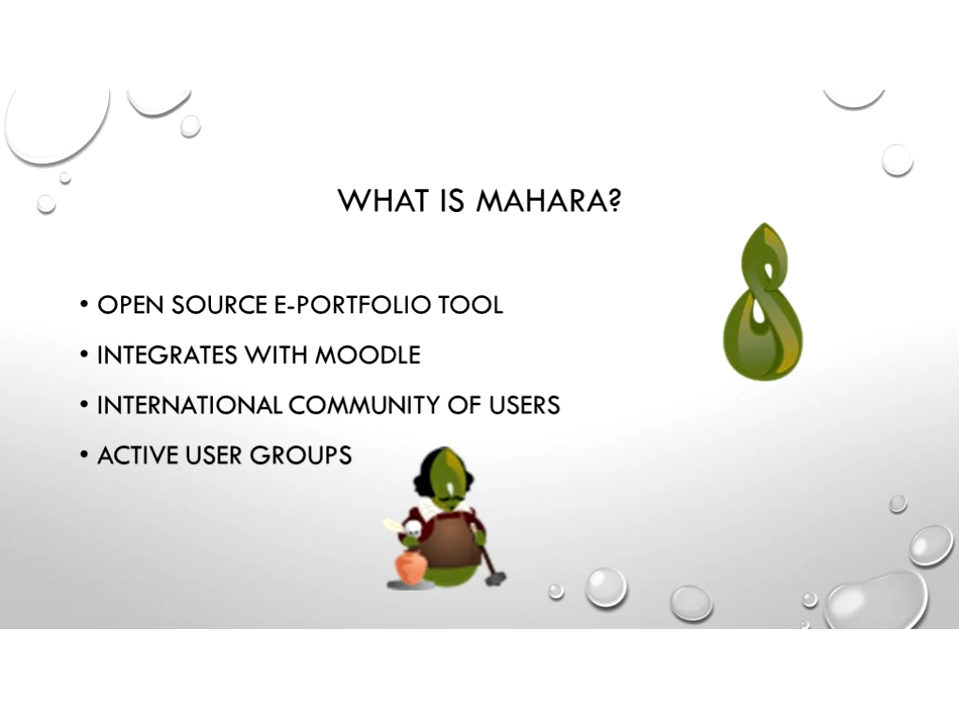 WHAT IS MAHARA?
• OPEN SOURCE E-PORTFOLIO TOOL
• INTEGRATES WITH MOODLE
• INTERNATIONAL COMMUNITY OF USERS
• ACTIVE USER GROUPS